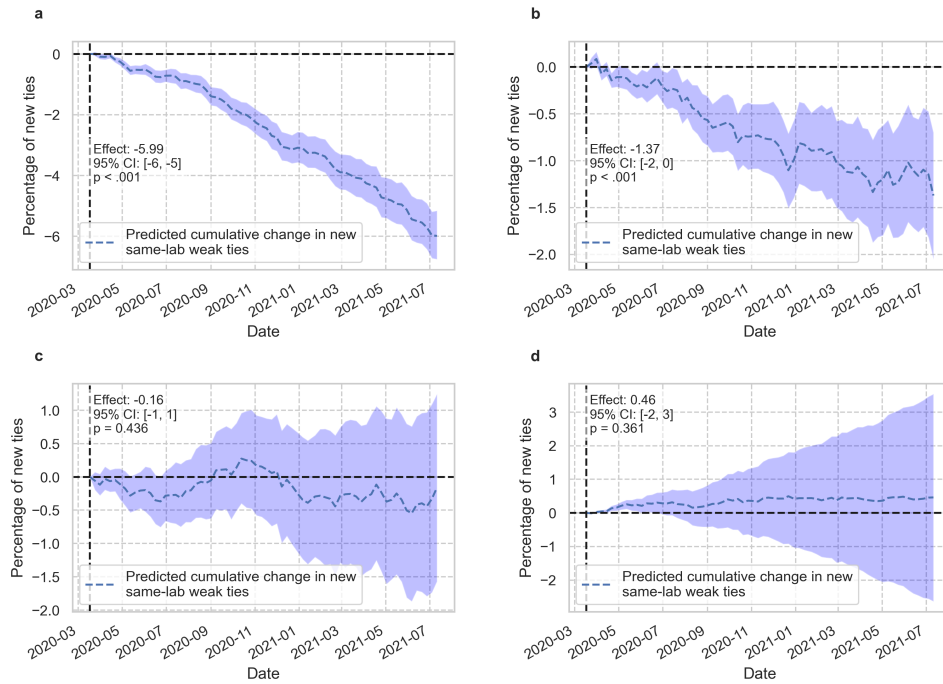 a
0
−2
−4
−6
Percentage of new ties
Effect: -5.99
95% CI: [-6, -5]
p < .001
Predicted cumulative change in new
same-lab weak ties
2020-03
2020-05
2020-07
2020-09
2020-11
2021-01
2021-03
2021-05
2021-07
Date
b
0.0
−0.5
−1.0
−1.5
−2.0
Percentage of new ties
Effect: -1.37
95% CI: [-2, 0]
p < .001
Predicted cumulative change in new
same-lab weak ties
2020-03
2020-05
2020-07
2020-09
2020-11
2021-01
2021-03
2021-05
2021-07
Date
c
1.0
0.5
0.0
−0.5
−1.0
−1.5
−2.0
Percentage of new ties
Effect: -0.16
95% CI: [-1, 1]
p = 0.436
Predicted cumulative change in new
same-lab weak ties
2020-03
2020-05
2020-07
2020-09
2020-11
2021-01
2021-03
2021-05
2021-07
Date
d
3
2
1
0
−1
−2
Percentage of new ties
Effect: 0.46
95% CI: [-2, 3]
p = 0.361
Predicted cumulative change in new
same-lab weak ties
2020-03
2020-05
2020-07
2020-09
2020-11
2021-01
2021-03
2021-05
2021-07
Date